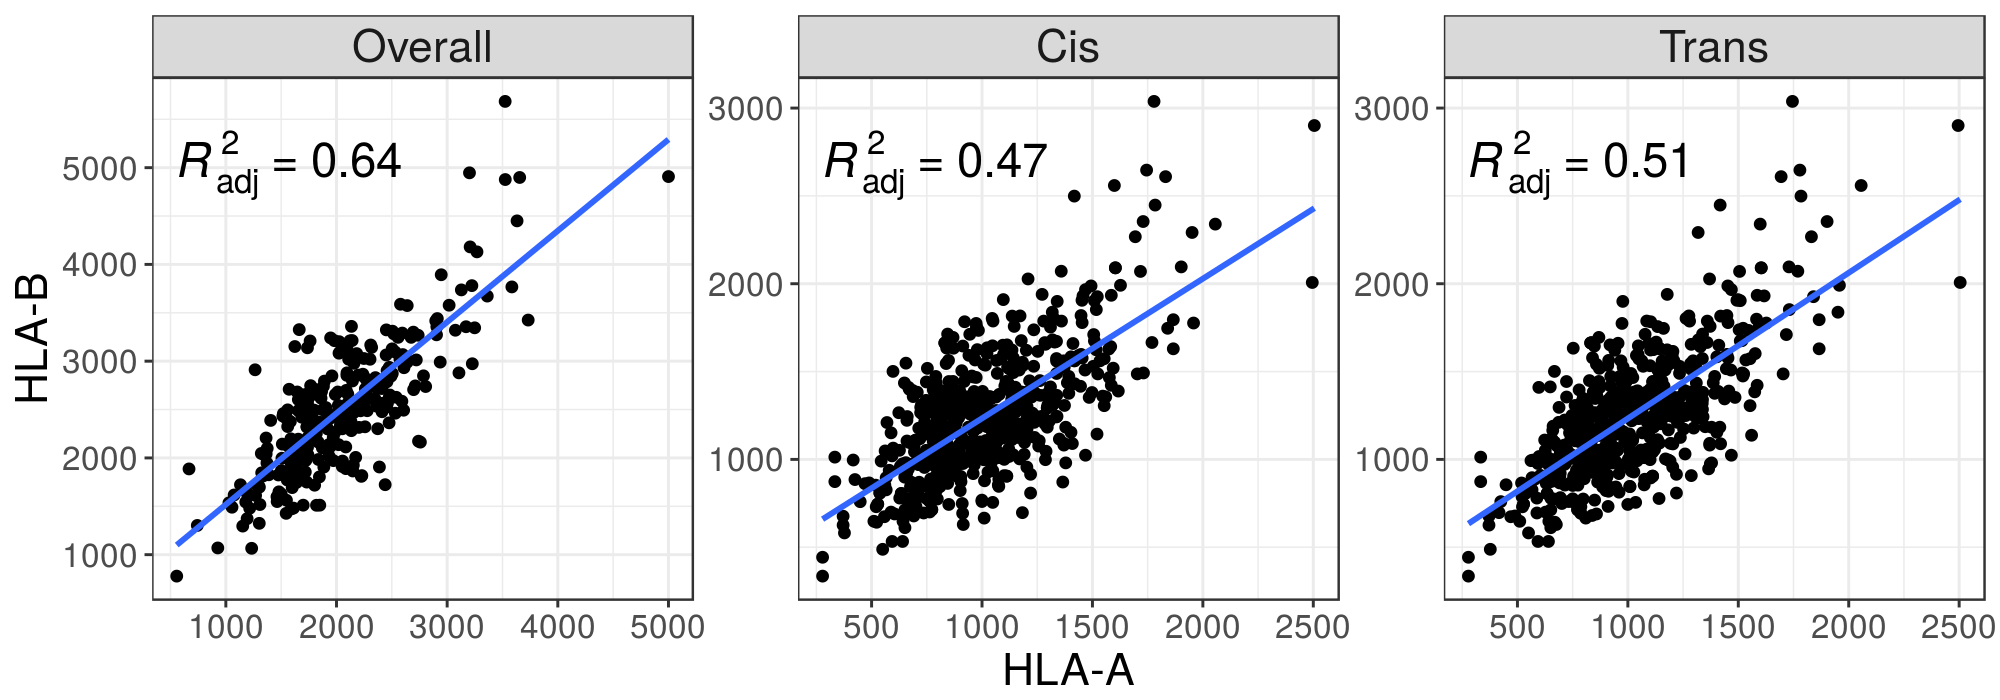 Overall
Cis
Trans
R²adj = 0.64
R²adj = 0.47
R²adj = 0.51
HLA-B
5000
4000
3000
2000
1000
3000
2000
1000
3000
2000
1000
1000 2000 3000 4000 5000
500 1000 1500 2000 2500
500 1000 1500 2000 2500
HLA-A